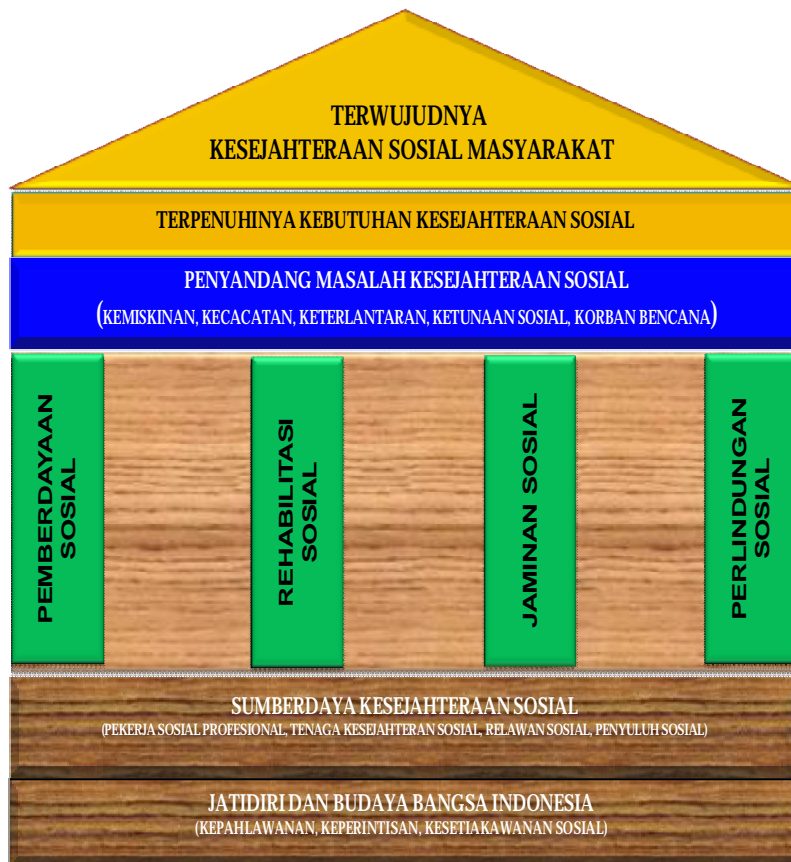 TERWUJUDNYA
KESEJAHTERAAN SOSIAL MASYARAKAT
TERPENUHINYA KEBUTUHAN KESEJAHTERAAN SOSIAL
PENYANDANG MASALAH KESEJAHTERAAN SOSIAL
(KEMISKINAN, KECACATAN, KETERLANTARAN, KETUNAAN SOSIAL, KORBAN BENCANA)
PEMBERDAYAAN
SOSIAL
REHABILITASI
SOSIAL
JAMINAN SOSIAL
PERLINDUNGAN
SOSIAL
SUMBERDAYA KESEJAHTERAAN SOSIAL
(PEKERJA SOSIAL PROFESIONAL, TENAGA KESEJAHTERAN SOSIAL, RELAWAN SOSIAL, PENYULUH SOSIAL)
JATIDIRI DAN BUDAYA BANGSA INDONESIA
(KEPAHLAWANAN, KEPERINTISAN, KESETIAKAWANAN SOSIAL)